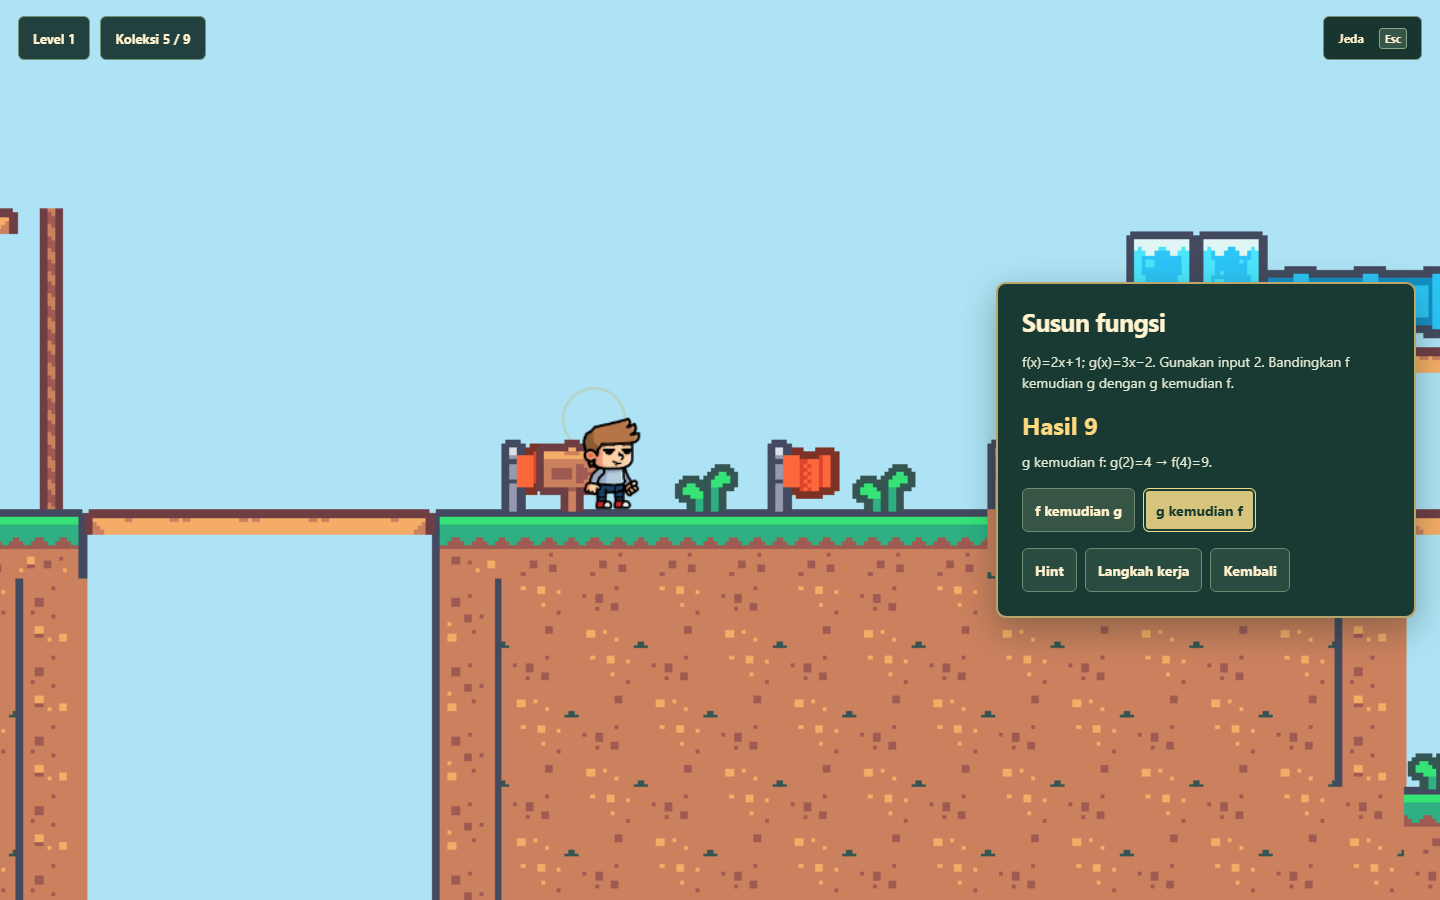 Level 1
Koleksi 5 / 9
Jeda Esc
Susun fungsi
f(x)=2x+1; g(x)=3x−2. Gunakan input 2. Bandingkan f
kemudian g dengan g kemudian f.
Hasil 9
g kemudian f: g(2)=4 → f(4)=9.
f kemudian g
g kemudian f
Hint
Langkah kerja
Kembali